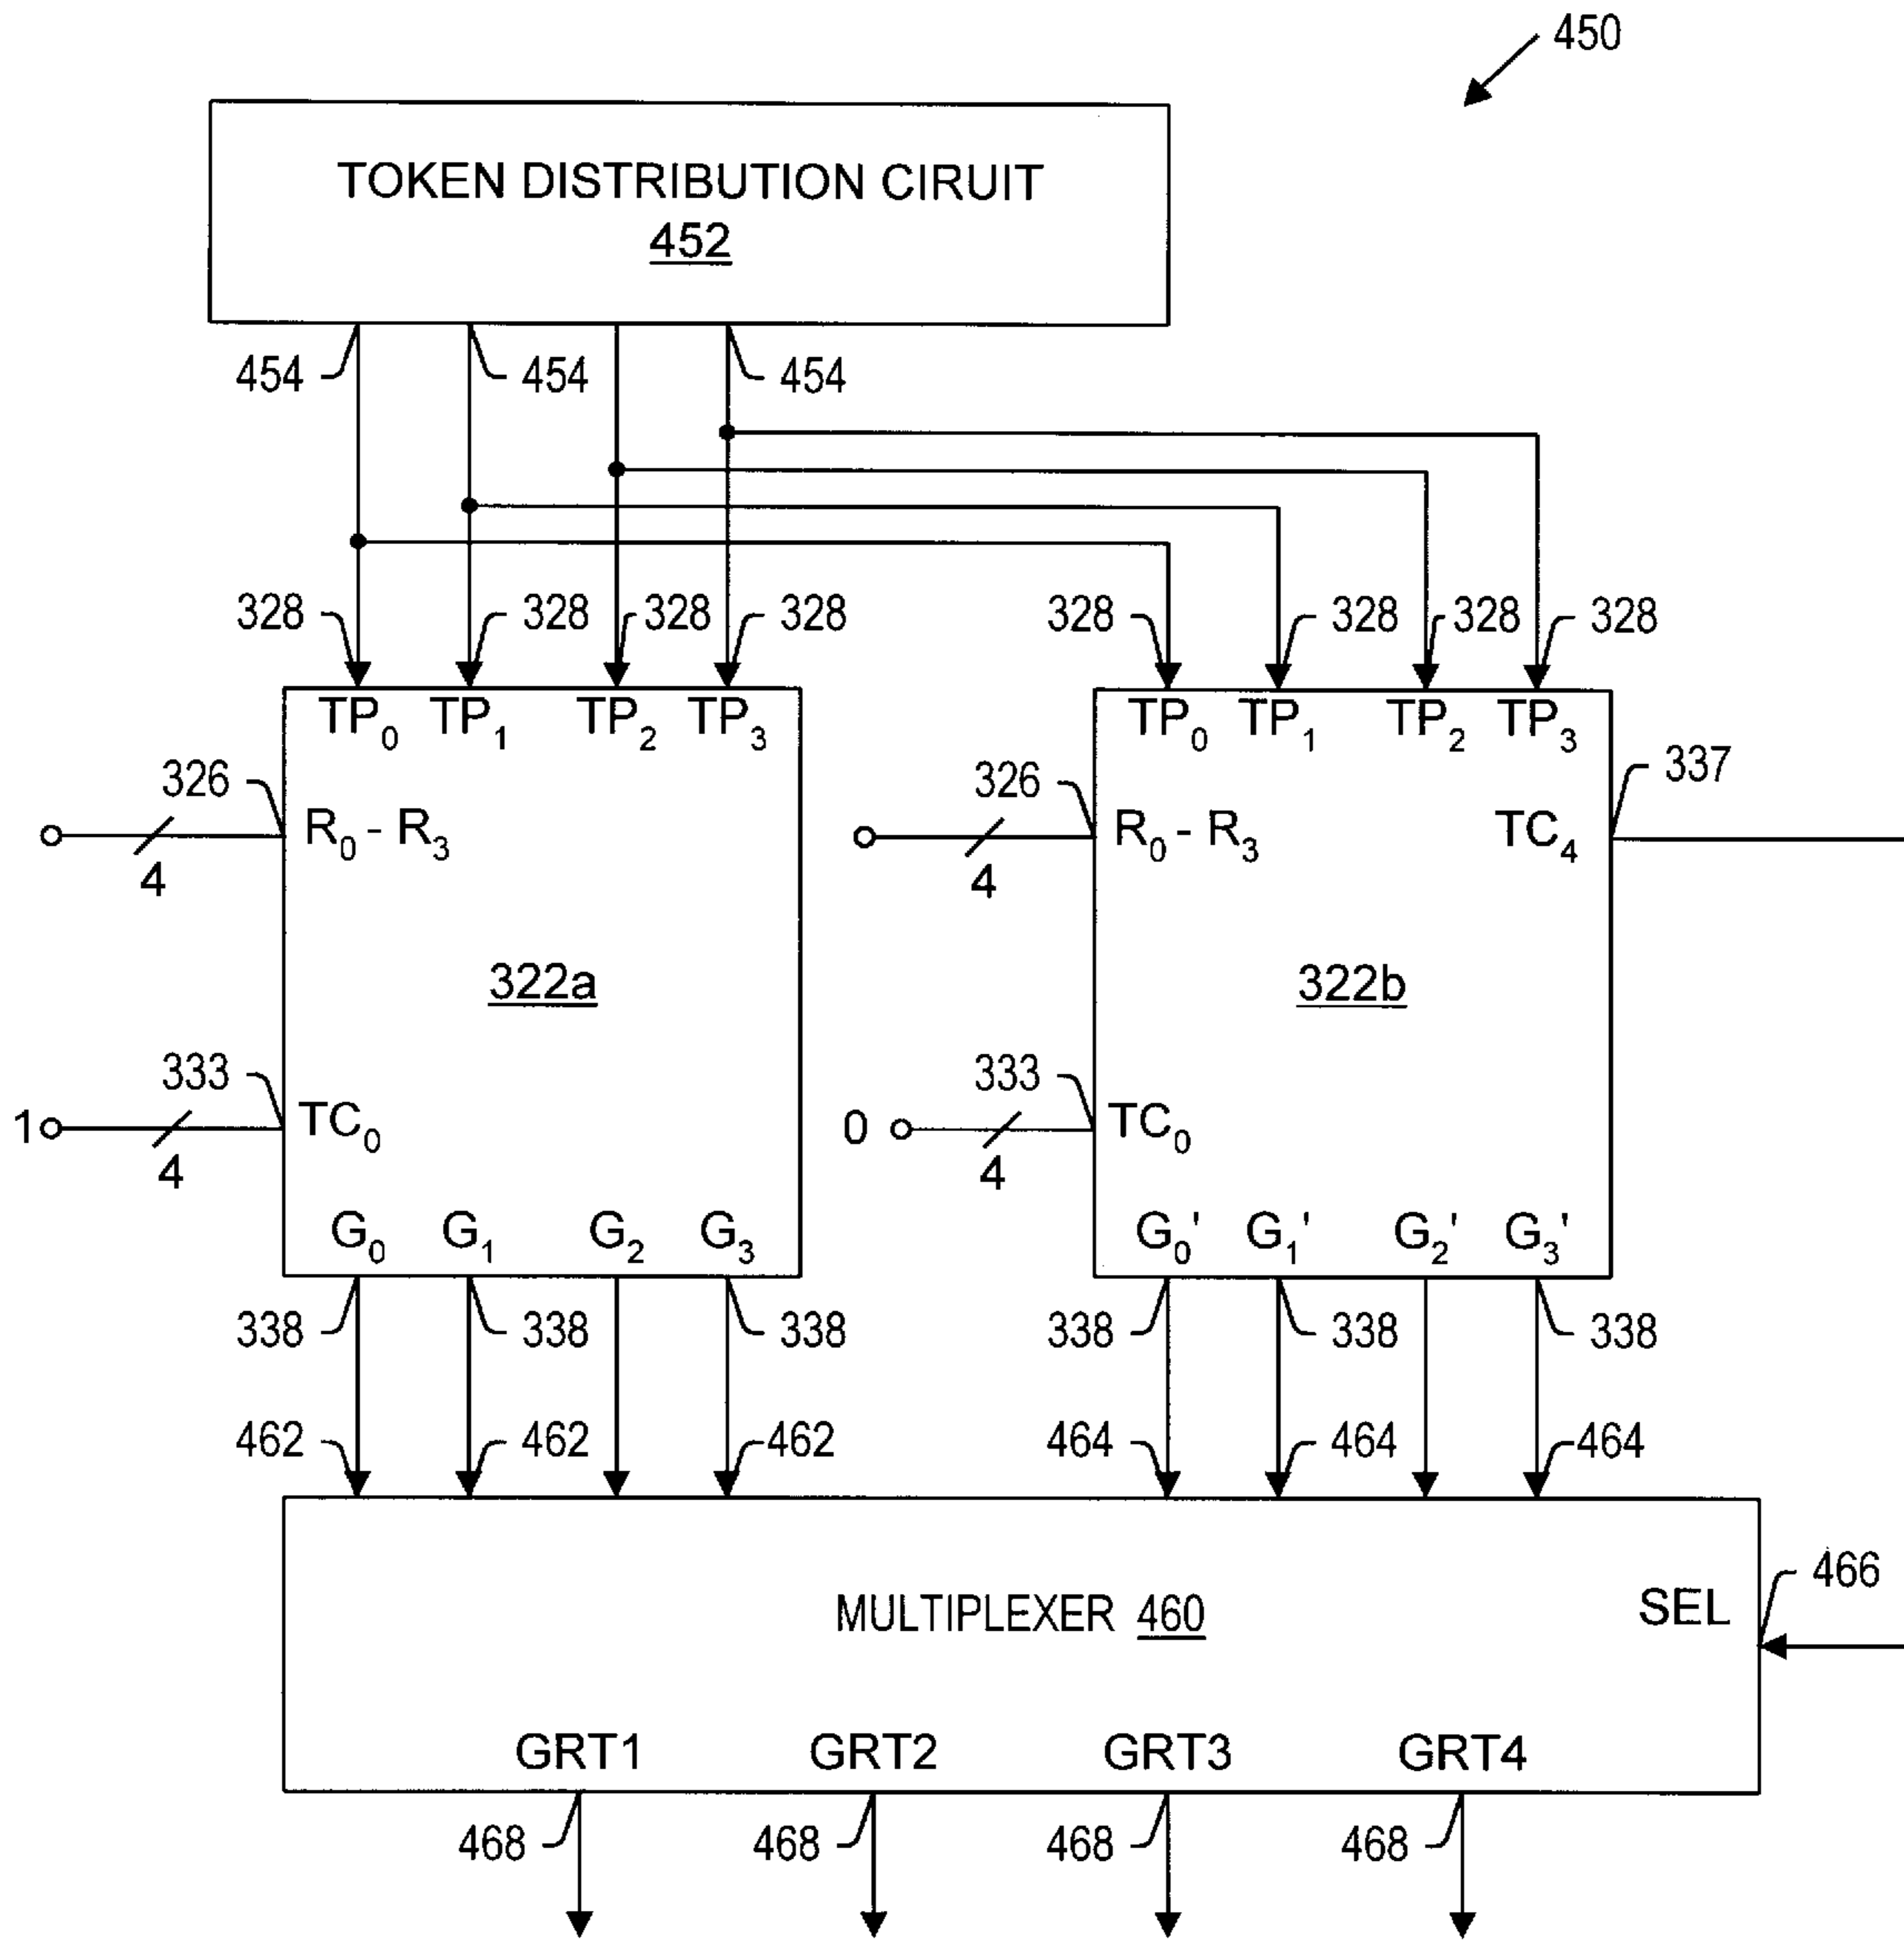 450
TOKEN DISTRIBUTION CIRUIT
452
454 454 454
328 328 328 328 328 328 328 328
TP0 TP1 TP2 TP3 TP0 TP1 TP2 TP3
326 326 337
R0 - R3 R0 - R3 TC4
4 4
322a 322b
333 333
1 TC0 0 TC0
4 4
G0 G1 G2 G3 G0' G1' G2' G3'
338 338 338 338 338 338
462 462 462 464 464 464
466
MULTIPLEXER 460 SEL
GRT1 GRT2 GRT3 GRT4
468 468 468 468